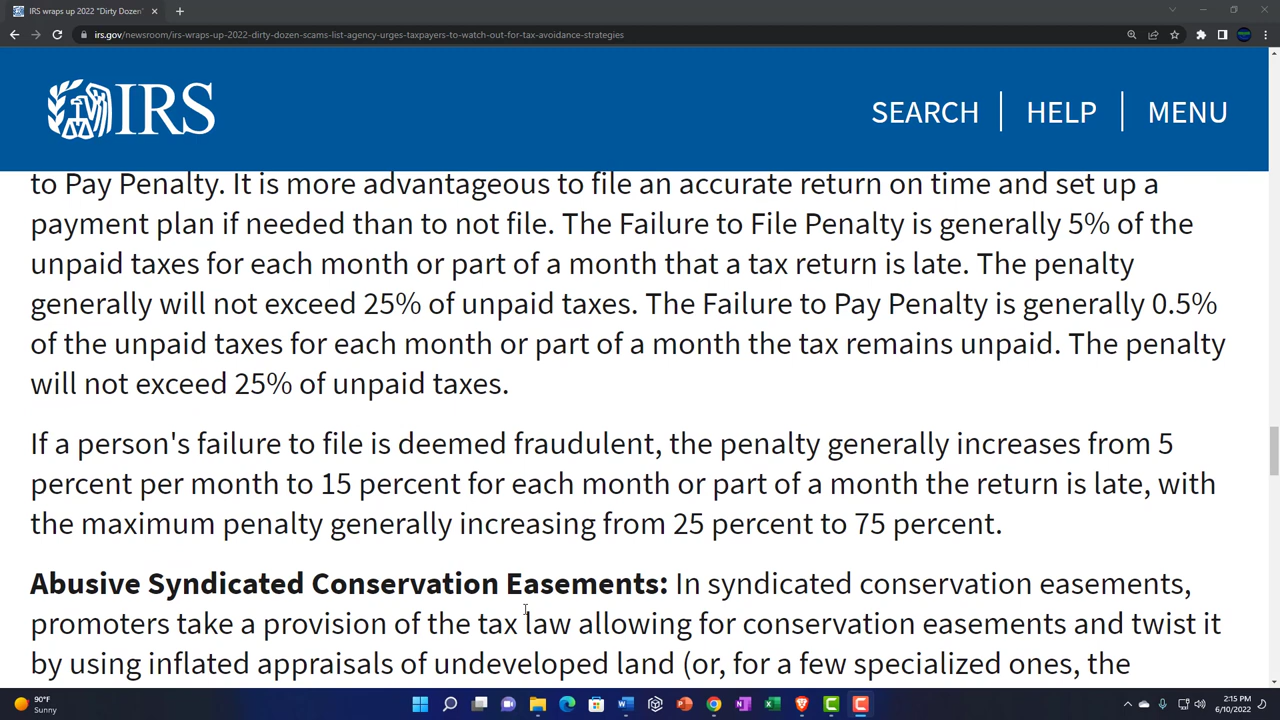 IRS wraps up 2022 "Dirty Dozen"
irs.gov/newsroom/irs-wraps-up-2022-dirty-dozen-scams-list-agency-urges-taxpayers-to-watch-out-for-tax-avoidance-strategies
IRS
SEARCH
HELP
MENU
to Pay Penalty. It is more advantageous to file an accurate return on time and set up a
payment plan if needed than to not file. The Failure to File Penalty is generally 5% of the
unpaid taxes for each month or part of a month that a tax return is late. The penalty
generally will not exceed 25% of unpaid taxes. The Failure to Pay Penalty is generally 0.5%
of the unpaid taxes for each month or part of a month the tax remains unpaid. The penalty
will not exceed 25% of unpaid taxes.
If a person's failure to file is deemed fraudulent, the penalty generally increases from 5
percent per month to 15 percent for each month or part of a month the return is late, with
the maximum penalty generally increasing from 25 percent to 75 percent.
Abusive Syndicated Conservation Easements: In syndicated conservation easements,
promoters take a provision of the tax law allowing for conservation easements and twist it
by using inflated appraisals of undeveloped land (or, for a few specialized ones, the
90°F
Sunny
2:15 PM
6/10/2022